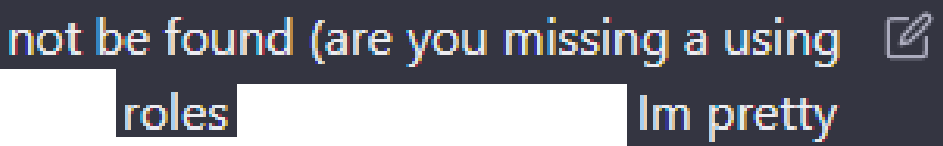 not be found (are you missing a using
roles Im pretty